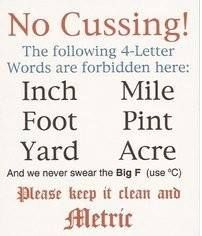 No Cussing!
The following 4-Letter
Words are forbidden here:
Inch Mile
Foot Pint
Yard Acre
And we never swear the Big F (use ºC)
Please keep it clean and
Metric